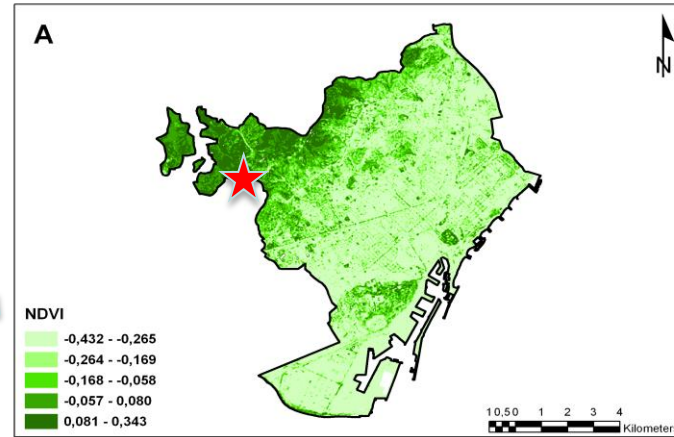 A
N
NDVI
-0,432 - -0,265
-0,264 - -0,169
-0,168 - -0,058
-0,057 - 0,080
0,081 - 0,343
1 0,5 0 1 2 3 4
Kilometers